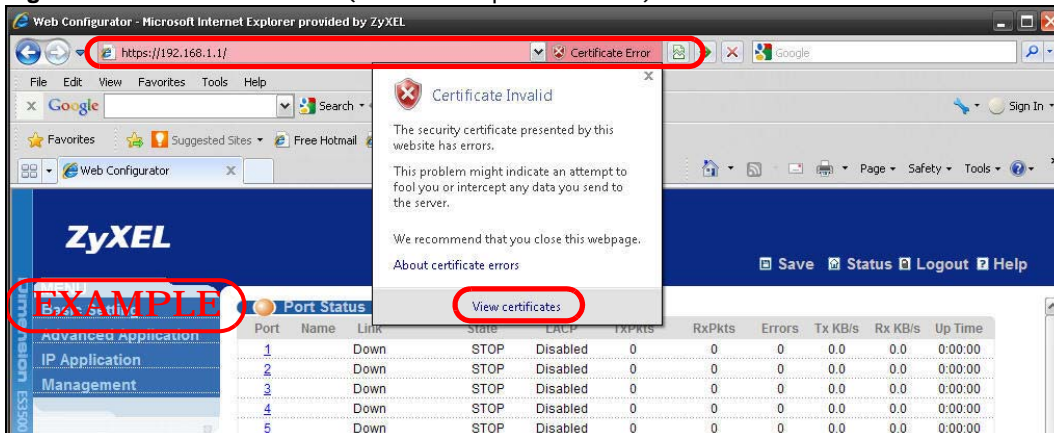 Web Configurator - Microsoft Internet Explorer provided by ZyXEL
https://192.168.1.1/
Certificate Error
Google
File Edit View Favorites Tools Help
x Google
Search
Sign In
Favorites
Suggested Sites
Free Hotmail
Web Configurator
x
Page
Safety
Tools
x
Certificate Invalid
The security certificate presented by this
website has errors.
This problem might indicate an attempt to
fool you or intercept any data you send to
the server.
We recommend that you close this webpage.
About certificate errors
View certificates
ZyXEL
Save Status Logout Help
MENU
EXAMPLE
Basic Setting
Advanced Application
IP Application
Management
Dimension ES3500
Port Status
Port Name Link State LACP TxPkts RxPkts Errors Tx KB/s Rx KB/s Up Time
1 Down STOP Disabled 0 0 0 0.0 0.0 0:00:00
2 Down STOP Disabled 0 0 0 0.0 0.0 0:00:00
3 Down STOP Disabled 0 0 0 0.0 0.0 0:00:00
4 Down STOP Disabled 0 0 0 0.0 0.0 0:00:00
5 Down STOP Disabled 0 0 0 0.0 0.0 0:00:00